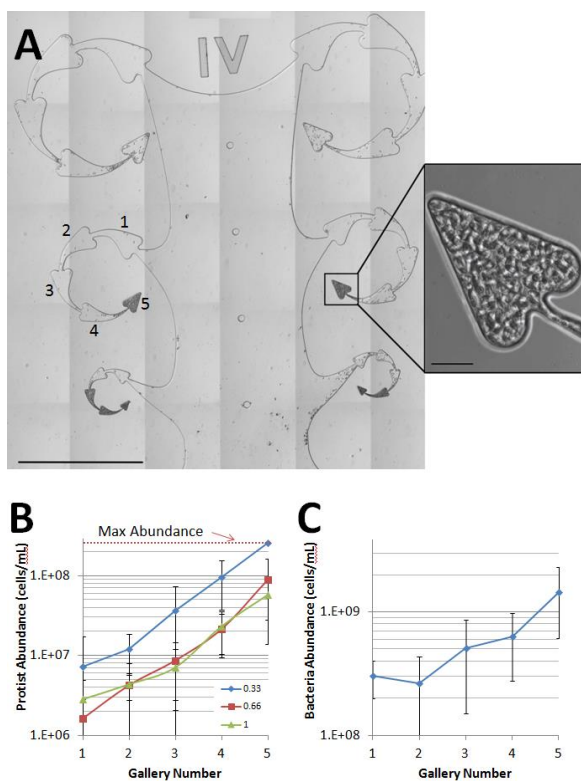 A
IV
1
2
3
5
4
B
Max Abundance
Protist Abundance (cells/mL)
1.E+08
1.E+07
1.E+06
0.33
0.66
1
1 2 3 4 5
Gallery Number
C
Bacteria Abundance (cells/mL)
1.E+09
1.E+08
1 2 3 4 5
Gallery Number